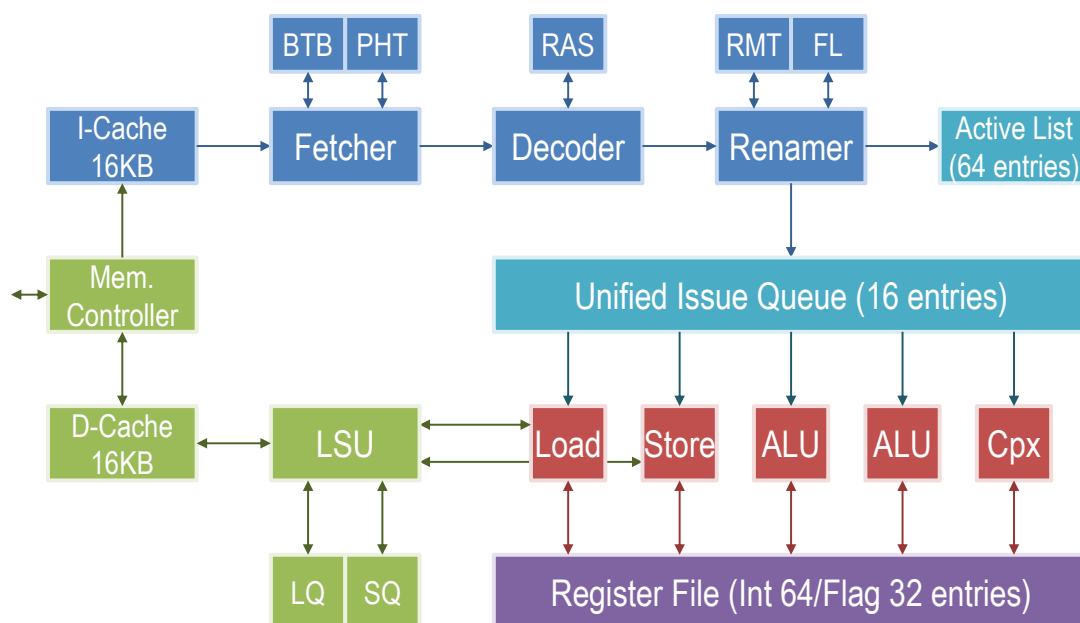 BTB
PHT
RAS
RMT
FL
I-Cache
16KB
Fetcher
Decoder
Renamer
Active List
(64 entries)
Mem.
Controller
Unified Issue Queue (16 entries)
D-Cache
16KB
LSU
Load
Store
ALU
ALU
Cpx
LQ
SQ
Register File (Int 64/Flag 32 entries)